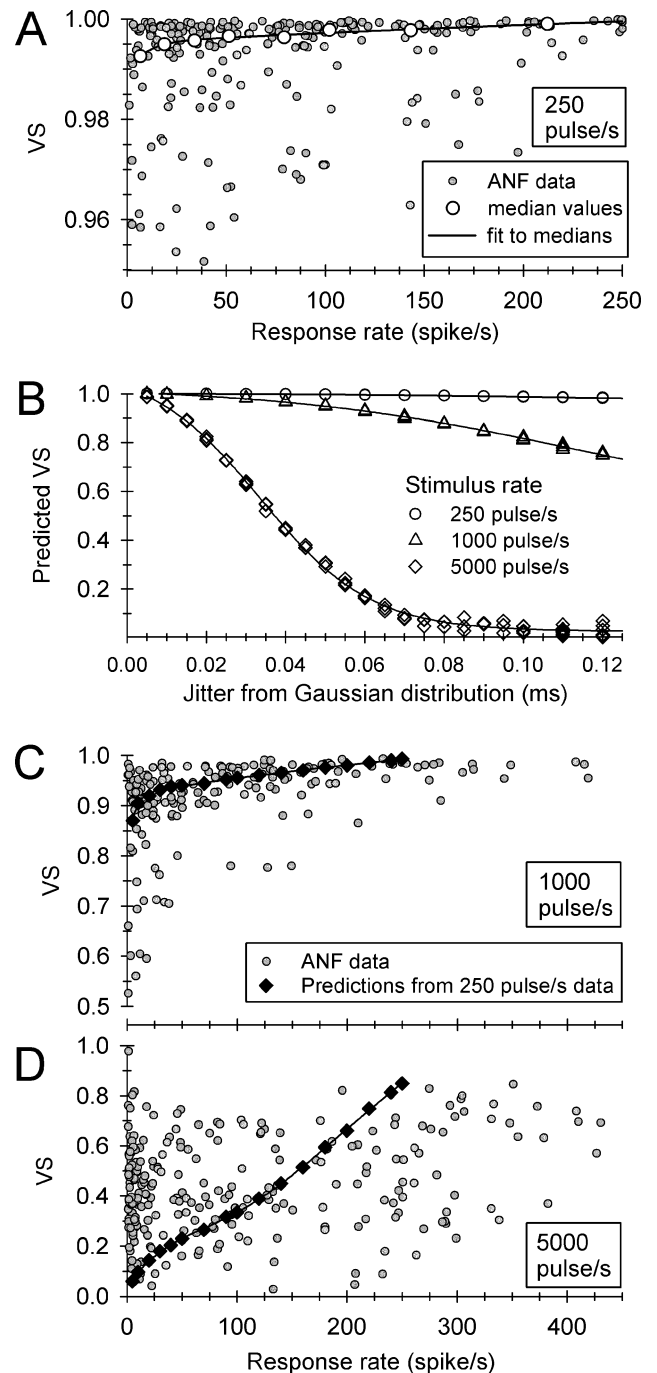 A
1.00
0.98
0.96
VS
250
pulse/s
ANF data
median values
fit to medians
0 50 100 150 200 250
Response rate (spike/s)
B
1.0
0.8
0.6
0.4
0.2
Predicted VS
Stimulus rate
250 pulse/s
1000 pulse/s
5000 pulse/s
0.00 0.02 0.04 0.06 0.08 0.10 0.12
Jitter from Gaussian distribution (ms)
C
1.0
0.9
0.8
0.7
0.6
0.5
VS
1000
pulse/s
ANF data
Predictions from 250 pulse/s data
D
1.0
0.8
0.6
0.4
0.2
0.0
VS
5000
pulse/s
0 100 200 300 400
Response rate (spike/s)